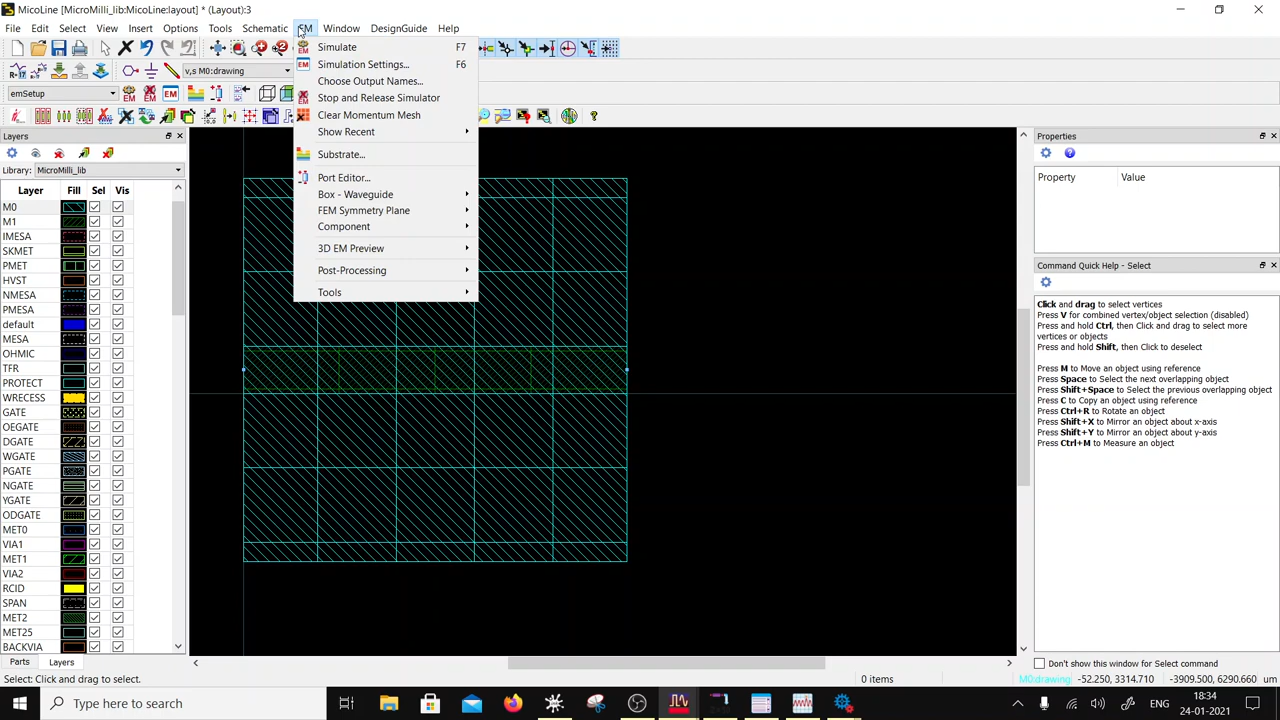 MicoLine [MicroMilli_lib:MicoLine:layout] * (Layout):3
File Edit Select View Insert Options Tools Schematic EM Window DesignGuide Help
v,s M0:drawing
emSetup
Simulate F7
Simulation Settings... F6
Choose Output Names...
Stop and Release Simulator
Clear Momentum Mesh
Show Recent
Substrate...
Port Editor...
Box - Waveguide
FEM Symmetry Plane
Component
3D EM Preview
Post-Processing
Tools
Layers
Library: MicroMilli_lib
Layer Fill Sel Vis
M0
M1
IMESA
SKMET
PMET
HVST
NMESA
PMESA
default
MESA
OHMIC
TFR
PROTECT
WRECESS
GATE
OEGATE
DGATE
WGATE
PGATE
NGATE
YGATE
ODGATE
MET0
VIA1
MET1
VIA2
RCID
SPAN
MET2
MET25
BACKVIA
Parts Layers
Properties
Property Value
Command Quick Help - Select
Click and drag to select vertices
Press V for combined vertex/object selection (disabled)
Press and hold Ctrl, then Click and drag to select more
vertices or objects
Press and hold Shift, then Click to deselect
Press M to Move an object using reference
Press Space to Select the next overlapping object
Press Shift+Space to Select the previous overlapping object
Press C to Copy an object using reference
Press Ctrl+R to Rotate an object
Press Shift+X to Mirror an object about x-axis
Press Shift+Y to Mirror an object about y-axis
Press Ctrl+M to Measure an object
Don't show this window for Select command
Select: Click and drag to select. 0 items M0:drawing -52.250, 3314.710 -3909.500, 6290.660 um
Type here to search
ENG
18:34
24-01-2021